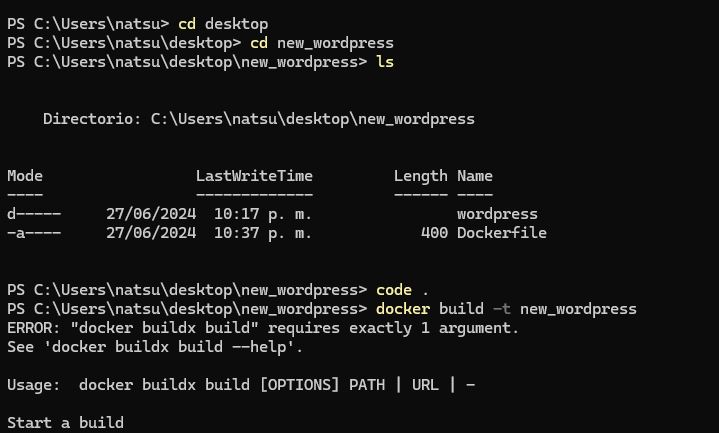 PS C:\Users\natsu> cd desktop
PS C:\Users\natsu\desktop> cd new_wordpress
PS C:\Users\natsu\desktop\new_wordpress> ls
Directorio: C:\Users\natsu\desktop\new_wordpress
Mode LastWriteTime Length Name
---- ------------- ------ ----
d----- 27/06/2024 10:17 p. m. wordpress
-a---- 27/06/2024 10:37 p. m. 400 Dockerfile
PS C:\Users\natsu\desktop\new_wordpress> code .
PS C:\Users\natsu\desktop\new_wordpress> docker build -t new_wordpress
ERROR: "docker buildx build" requires exactly 1 argument.
See 'docker buildx build --help'.
Usage:  docker buildx build [OPTIONS] PATH | URL | -
Start a build